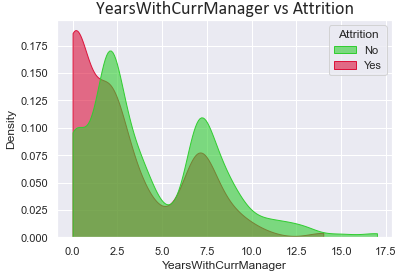 YearsWithCurrManager vs Attrition
Attrition
No
Yes
0.175
0.150
0.125
0.100
0.075
0.050
0.025
0.000
Density
0.0 2.5 5.0 7.5 10.0 12.5 15.0 17.5
YearsWithCurrManager